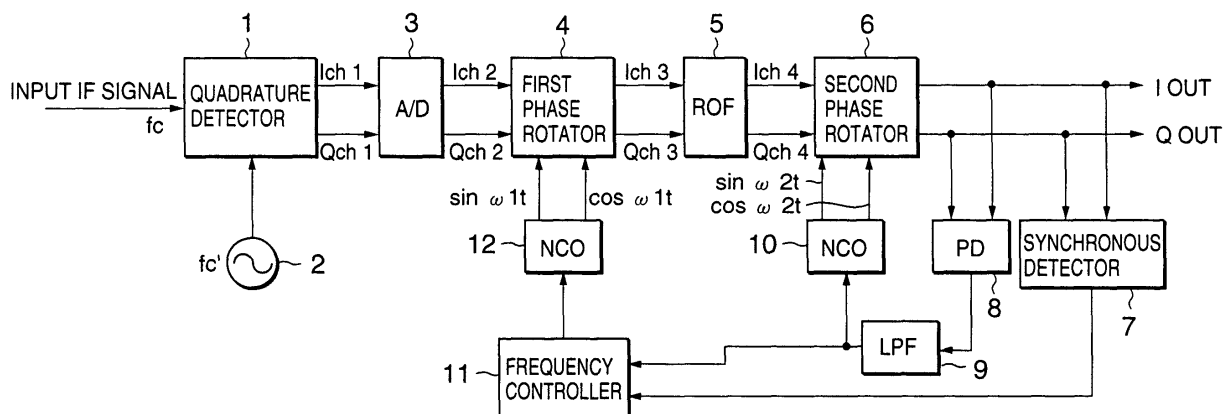 1
3
4
5
6
INPUT IF SIGNAL
fc
QUADRATURE
DETECTOR
Ich 1
Qch 1
A/D
Ich 2
Qch 2
FIRST
PHASE
ROTATOR
Ich 3
Qch 3
ROF
Ich 4
Qch 4
SECOND
PHASE
ROTATOR
I OUT
Q OUT
sin ω 1t
cos ω 1t
sin ω 2t
cos ω 2t
fc'
2
12
NCO
10
NCO
PD
8
SYNCHRONOUS
DETECTOR
7
11
FREQUENCY
CONTROLLER
LPF
9